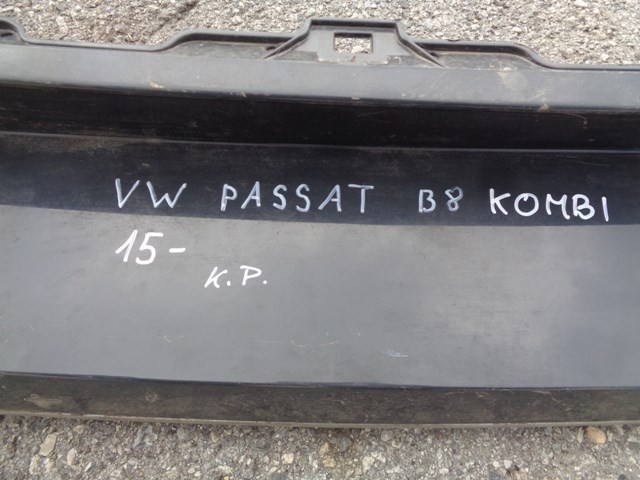 VW PASSAT B8 KOMBI
15-
K.P.